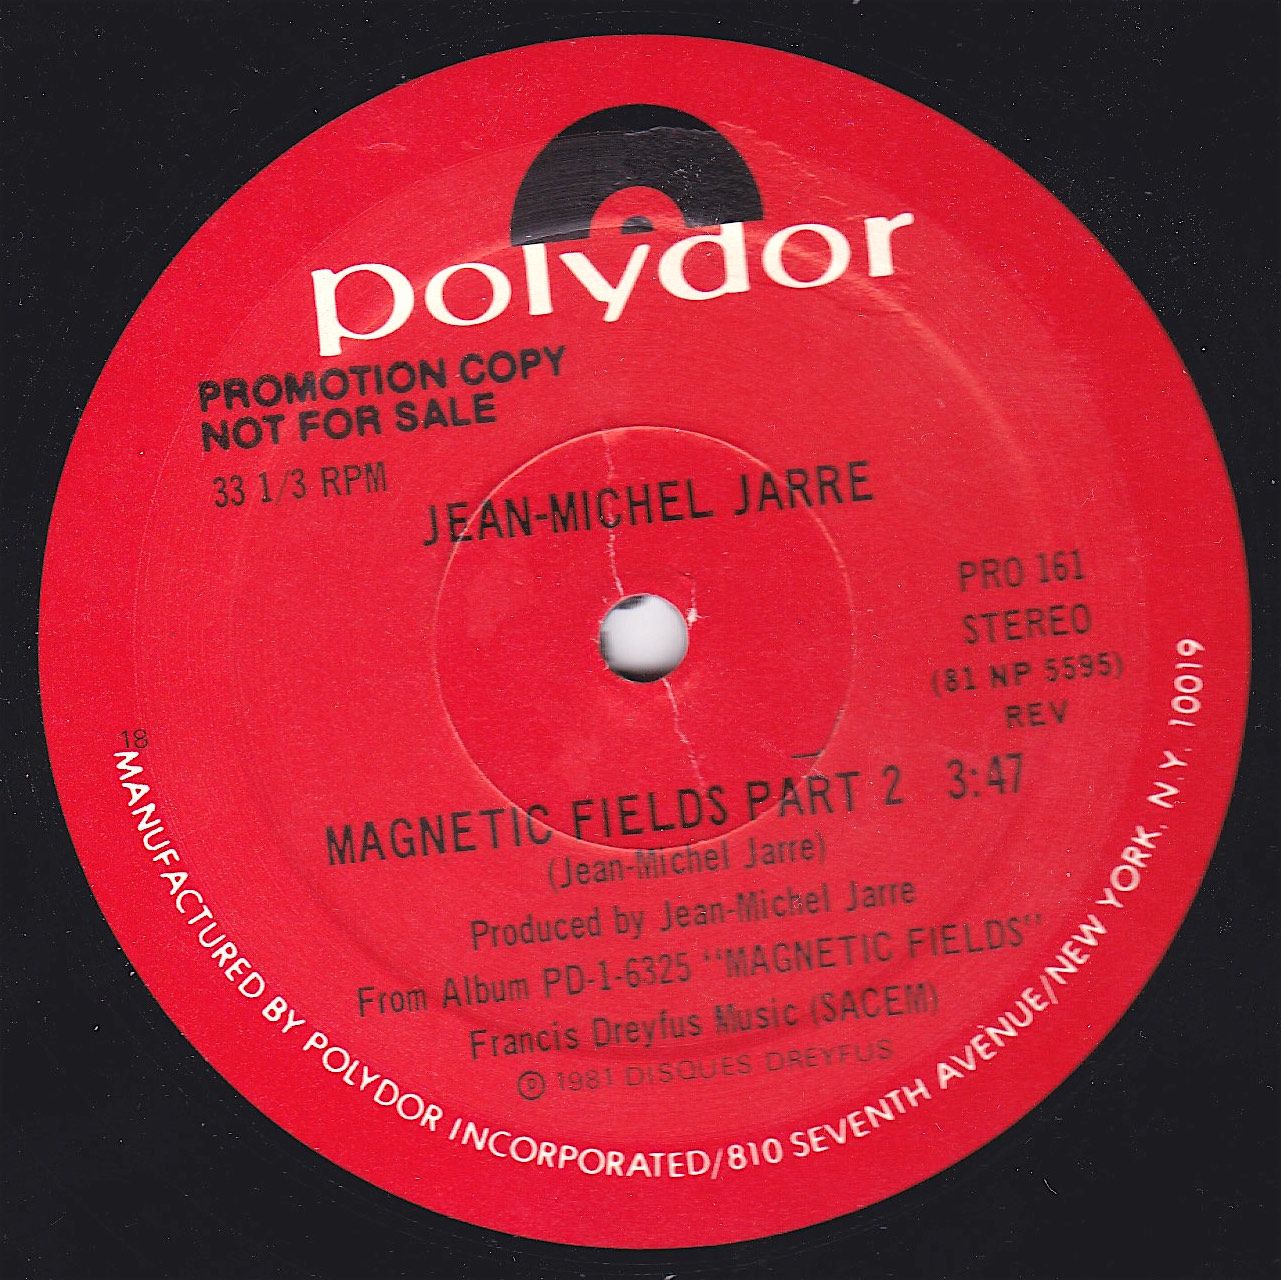 polydor
PROMOTION COPY
NOT FOR SALE
33 1/3 RPM
JEAN-MICHEL JARRE
PRO 161
STEREO
(81 NP 5595)
REV
18
MAGNETIC FIELDS PART 2 3:47
(Jean-Michel Jarre)
Produced by Jean-Michel Jarre
From Album PD-1-6325 "MAGNETIC FIELDS"
Francis Dreyfus Music (SACEM)
℗ 1981 DISQUES DREYFUS
MANUFACTURED BY POLYDOR INCORPORATED/810 SEVENTH AVENUE/NEW YORK, N.Y. 10019